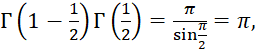 Γ(1 − 1/2) Γ(1/2) = π / sin(π/2) = π,